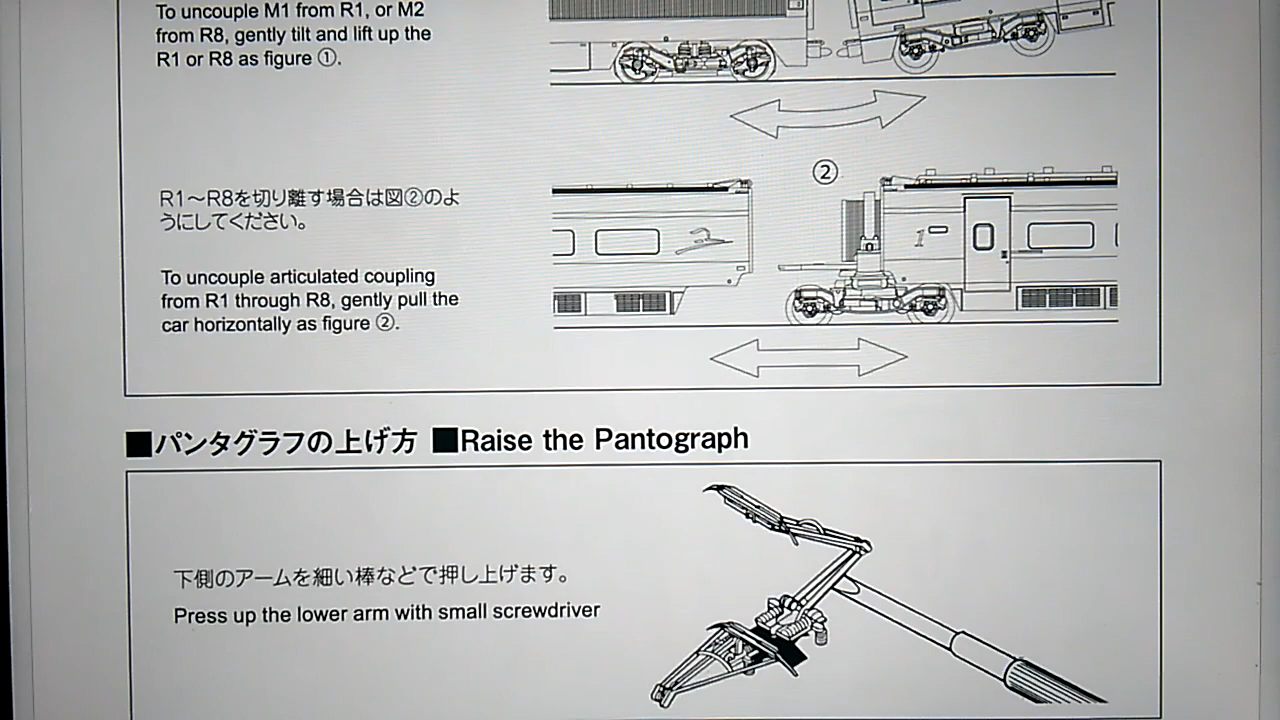 To uncouple M1 from R1, or M2
from R8, gently tilt and lift up the
R1 or R8 as figure ①.
②
R1～R8を切り離す場合は図②のよ
うにしてください。
1
To uncouple articulated coupling
from R1 through R8, gently pull the
car horizontally as figure ②.
■パンタグラフの上げ方 ■Raise the Pantograph
下側のアームを細い棒などで押し上げます。
Press up the lower arm with small screwdriver